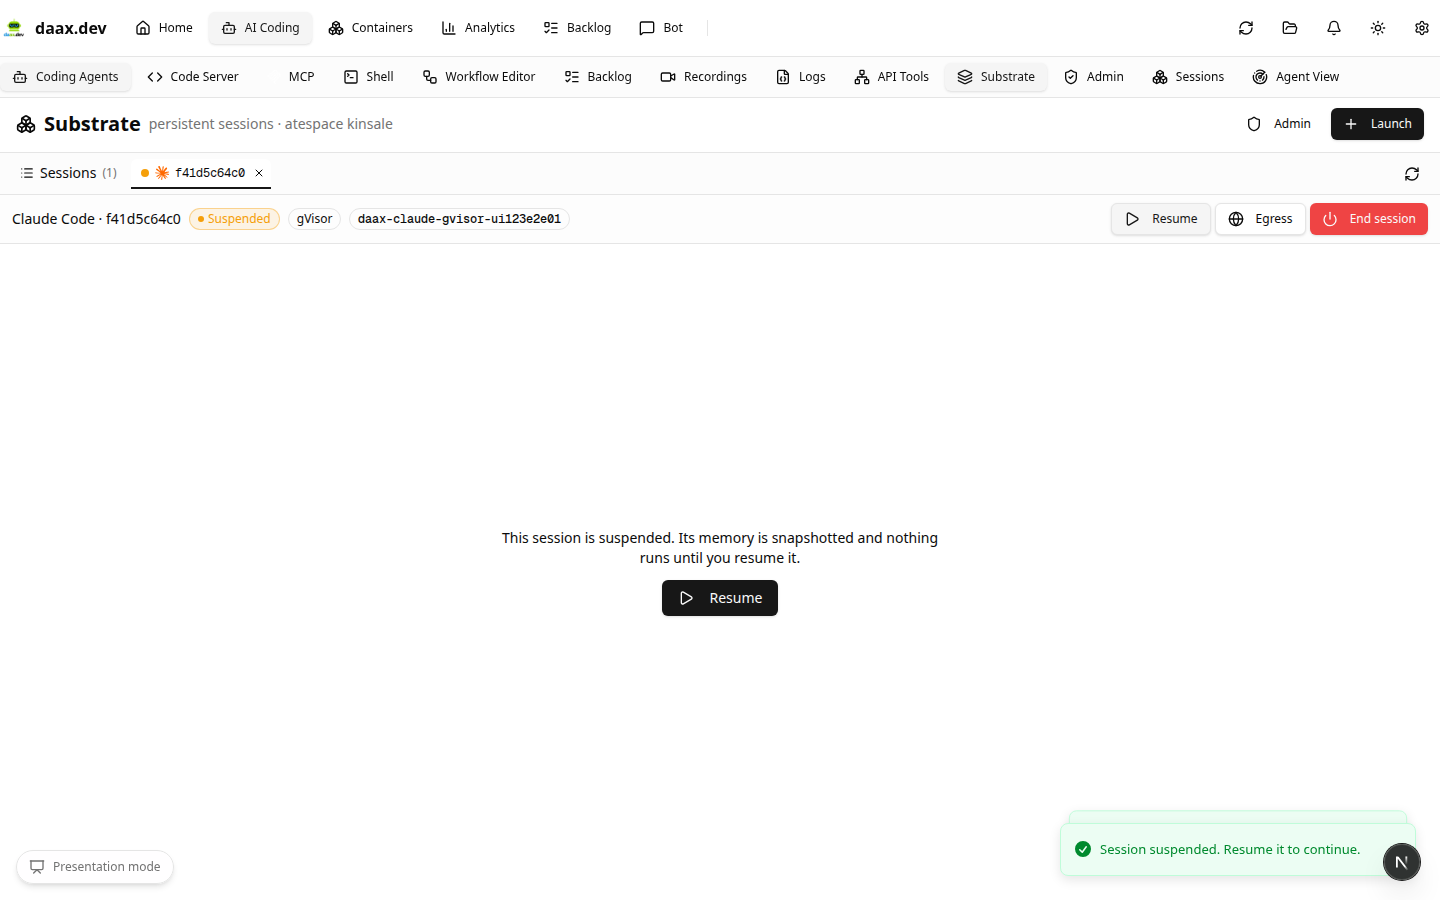 daax.dev
Home
AI Coding
Containers
Analytics
Backlog
Bot
Coding Agents
Code Server
MCP
Shell
Workflow Editor
Backlog
Recordings
Logs
API Tools
Substrate
Admin
Sessions
Agent View
Substrate persistent sessions · atespace kinsale
Admin
Launch
Sessions (1)
f41d5c64c0
Claude Code · f41d5c64c0
Suspended
gVisor
daax-claude-gvisor-ui123e2e01
Resume
Egress
End session
This session is suspended. Its memory is snapshotted and nothing
runs until you resume it.
Resume
Session suspended. Resume it to continue.
N
Presentation mode